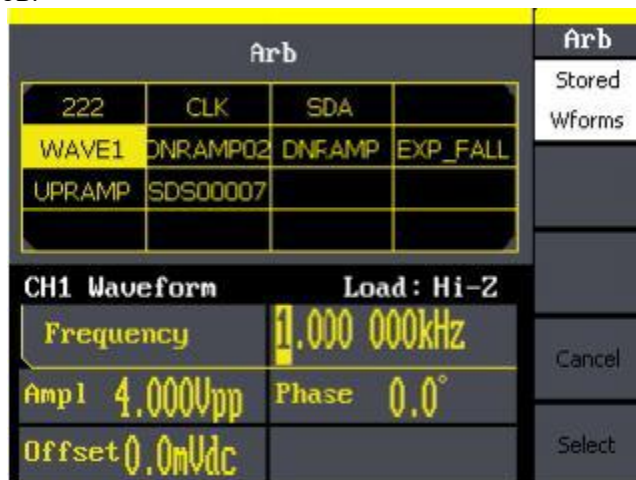 Arb
Arb
Stored
Wforms
222 CLK SDA
WAVE1 DNRAMP02 DNRAMP EXP_FALL
UPRAMP SDS00007
CH1 Waveform Load: Hi-Z
Frequency 1.000 000kHz
Cancel
Ampl 4.000Vpp Phase 0.0°
Offset 0.0mVdc
Select